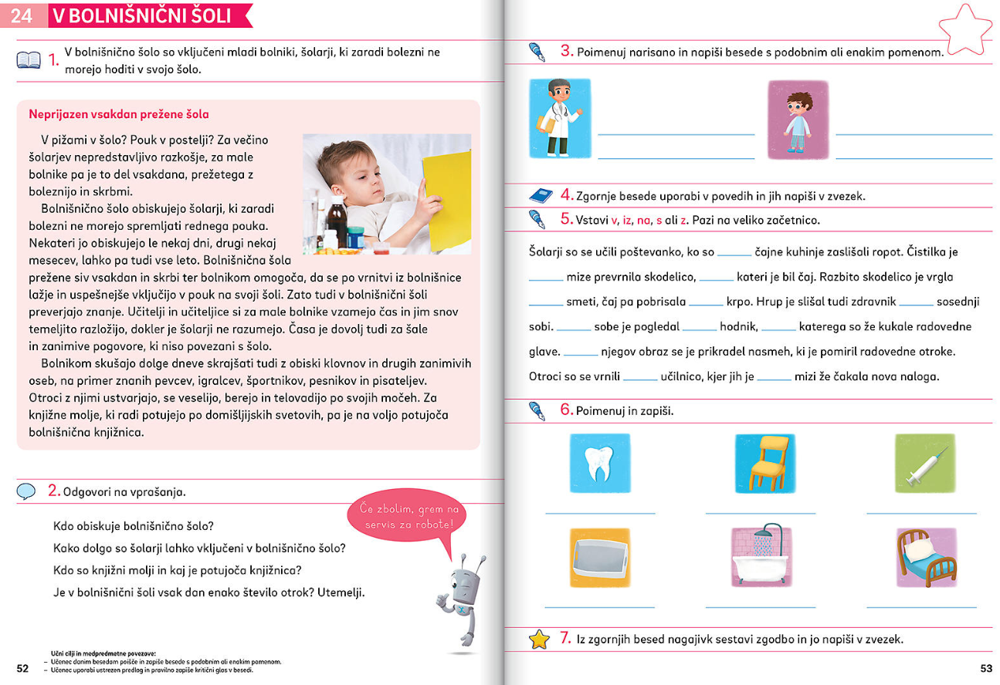 24 V BOLNIŠNIČNI ŠOLI
1. V bolnišnično šolo so vključeni mladi bolniki, šolarji, ki zaradi bolezni ne
morejo hoditi v svojo šolo.
Neprijazen vsakdan prežene šola
V pižami v šolo? Pouk v postelji? Za večino
šolarjev nepredstavljivo razkošje, za male
bolnike pa je to del vsakdana, prežetega z
boleznijo in skrbmi.
Bolnišnično šolo obiskujejo šolarji, ki zaradi
bolezni ne morejo spremljati rednega pouka.
Nekateri jo obiskujejo le nekaj dni, drugi nekaj
mesecev, lahko pa tudi vse leto. Bolnišnična šola
prežene siv vsakdan in skrbi ter bolnikom omogoča, da se po vrnitvi iz bolnišnice
lažje in uspešnejše vključijo v pouk na svoji šoli. Zato tudi v bolnišnični šoli
preverjajo znanje. Učitelji in učiteljice si za male bolnike vzamejo čas in jim snov
temeljito razložijo, dokler je šolarji ne razumejo. Časa je dovolj tudi za šale
in zanimive pogovore, ki niso povezani s šolo.
Bolnikom skušajo dolge dneve skrajšati tudi z obiski klovnov in drugih zanimivih
oseb, na primer znanih pevcev, igralcev, športnikov, pesnikov in pisateljev.
Otroci z njimi ustvarjajo, se veselijo, berejo in telovadijo po svojih močeh. Za
knjižne molje, ki radi potujejo po domišljijskih svetovih, pa je na voljo potujoča
bolnišnična knjižnica.
2. Odgovori na vprašanja.
Če zbolim, grem na
servis za robote!
Kdo obiskuje bolnišnično šolo?
Kako dolgo so šolarji lahko vključeni v bolnišnično šolo?
Kdo so knjižni molji in kaj je potujoča knjižnica?
Je v bolnišnični šoli vsak dan enako število otrok? Utemelji.
Učni cilji in medpredmetne povezave:
– Učenec danim besedam poišče in zapiše besede s podobnim ali enakim pomenom.
– Učenec uporabi ustrezen predlog in pravilno zapiše kritični glas v besedi.
52
3. Poimenuj narisano in napiši besede s podobnim ali enakim pomenom.
4. Zgornje besede uporabi v povedih in jih napiši v zvezek.
5. Vstavi v, iz, na, s ali z. Pazi na veliko začetnico.
Šolarji so se učili poštevanko, ko so ______ čajne kuhinje zaslišali ropot. Čistilka je
______ mize prevrnila skodelico, ______ kateri je bil čaj. Razbito skodelico je vrgla
______ smeti, čaj pa pobrisala ______ krpo. Hrup je slišal tudi zdravnik ______ sosednji
sobi. ______ sobe je pogledal ______ hodnik, ______ katerega so že kukale radovedne
glave. ______ njegov obraz se je prikradel nasmeh, ki je pomiril radovedne otroke.
Otroci so se vrnili ______ učilnico, kjer jih je ______ mizi že čakala nova naloga.
6. Poimenuj in zapiši.
7. Iz zgornjih besed nagajivk sestavi zgodbo in jo napiši v zvezek.
53